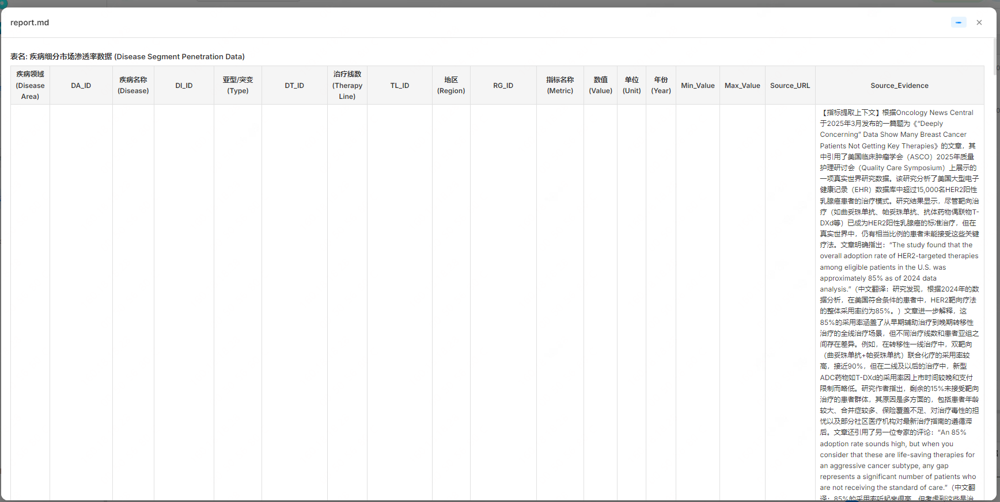 report.md
表名: 疾病细分市场渗透率数据 (Disease Segment Penetration Data)
疾病领域
(Disease
Area)
DA_ID
疾病名称
(Disease)
DI_ID
亚型/突变
(Type)
DT_ID
治疗线数
(Therapy
Line)
TL_ID
地区
(Region)
RG_ID
指标名称
(Metric)
数值
(Value)
单位
(Unit)
年份
(Year)
Min_Value
Max_Value
Source_URL
Source_Evidence
【指标提取上下文】根据Oncology News Central
于2025年3月发布的一篇题为《“Deeply
Concerning” Data Show Many Breast Cancer
Patients Not Getting Key Therapies》的文章，其
中引用了美国临床肿瘤学会（ASCO）2025年质量
护理研讨会（Quality Care Symposium）上展示的
一项真实世界研究数据。该研究分析了美国大型电子
健康记录（EHR）数据库中超过15,000名HER2阳性
乳腺癌患者的治疗模式。研究结果显示，尽管靶向治
疗（如曲妥珠单抗、帕妥珠单抗、抗体药物偶联物T-
DXd等）已成为HER2阳性乳腺癌的标准治疗，但在
真实世界中，仍有相当比例的患者未能接受这些关键
疗法。文章明确指出：“The study found that the
overall adoption rate of HER2-targeted therapies
among eligible patients in the U.S. was
approximately 85% as of 2024 data
analysis.”（中文翻译：研究发现，根据2024年的数
据分析，在美国符合条件的患者中，HER2靶向疗法
的整体采用率约为85%。）文章进一步解释，这
85%的采用率涵盖了从早期辅助治疗到晚期转移性
治疗的全线治疗场景，但不同治疗线数和患者亚组之
间存在差异。例如，在转移性一线治疗中，双靶向
（曲妥珠单抗+帕妥珠单抗）联合化疗的采用率较
高，接近90%，但在二线及以后的治疗中，新型
ADC药物如T-DXd的采用率因上市时间较晚和支付
限制而略低。研究作者指出，剩余的15%未接受靶向
治疗的患者群体，其原因是多方面的，包括患者年龄
较大、合并症较多、保险覆盖不足、对治疗毒性的担
忧以及部分社区医疗机构对最新治疗指南的遵循滞
后。文章还引用了另一位专家的评论：“An 85%
adoption rate sounds high, but when you
consider that these are life-saving therapies for
an aggressive cancer subtype, any gap
represents a significant number of patients who
are not receiving the standard of care.”（中文翻
译：85%的采用率听起来很高，但考虑到这些是治